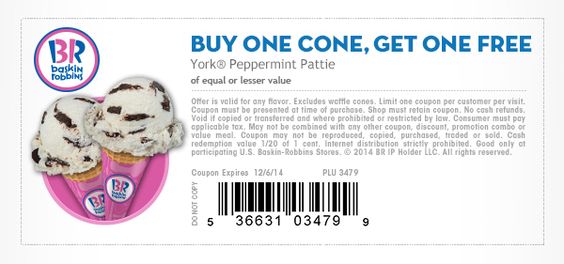 BR
baskin
robbins
BR
baskin
robbins
BUY ONE CONE, GET ONE FREE
York® Peppermint Pattie
of equal or lesser value
Offer is valid for any flavor. Excludes waffle cones. Limit one coupon per customer per visit.
Coupon must be presented at time of purchase. Shop must retain coupon. No cash refunds.
Void if copied or transferred and where prohibited or restricted by law. Consumer must pay
applicable tax. May not be combined with any other coupon, discount, promotion combo or
value meal. Coupon may not be reproduced, copied, purchased, traded or sold. Cash
redemption value 1/20 of 1 cent. Internet distribution strictly prohibited. Good only at
participating U.S. Baskin-Robbins Stores. © 2014 BR IP Holder LLC. All rights reserved.
Coupon Expires 12/6/14 PLU 3479
DO NOT COPY
5 36631 03479 9